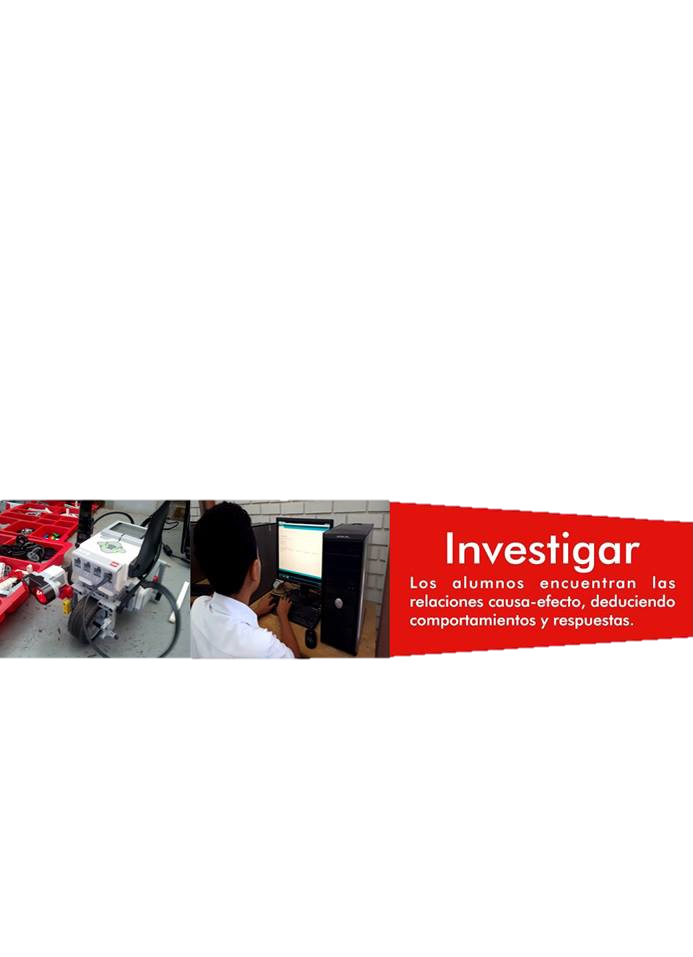 Investigar
Los alumnos encuentran las
relaciones causa-efecto, deduciendo
comportamientos y respuestas.